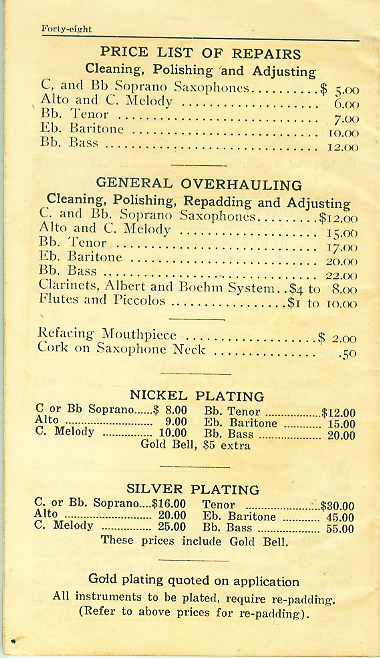 Forty-eight
PRICE LIST OF REPAIRS
Cleaning, Polishing and Adjusting
C, and Bb Soprano Saxophones..........$ 5.00
Alto and C. Melody ........................ 6.00
Bb. Tenor ................................. 7.00
Eb. Baritone .............................. 10.00
Bb. Bass .................................. 12.00
GENERAL OVERHAULING
Cleaning, Polishing, Repadding and Adjusting
C. and Bb. Soprano Saxophones.........$12.00
Alto and C. Melody ........................ 15.00
Bb. Tenor ................................. 17.00
Eb. Baritone .............................. 20.00
Bb. Bass .................................. 22.00
Clarinets, Albert and Boehm System..$4 to 8.00
Flutes and Piccolos .................$1 to 10.00
Refacing Mouthpiece ...................$ 2.00
Cork on Saxophone Neck ............... .50
NICKEL PLATING
C or Bb Soprano.....$ 8.00 Bb. Tenor ..............$12.00
Alto ........................ 9.00 Eb. Baritone ........... 15.00
C. Melody .............. 10.00 Bb. Bass ................ 20.00
Gold Bell, $5 extra
SILVER PLATING
C. or Bb. Soprano....$16.00 Tenor ....................$30.00
Alto ...................... 20.00 Eb. Baritone ........... 45.00
C. Melody .............. 25.00 Bb. Bass ................ 55.00
These prices include Gold Bell.
Gold plating quoted on application
All instruments to be plated, require re-padding.
(Refer to above prices for re-padding).